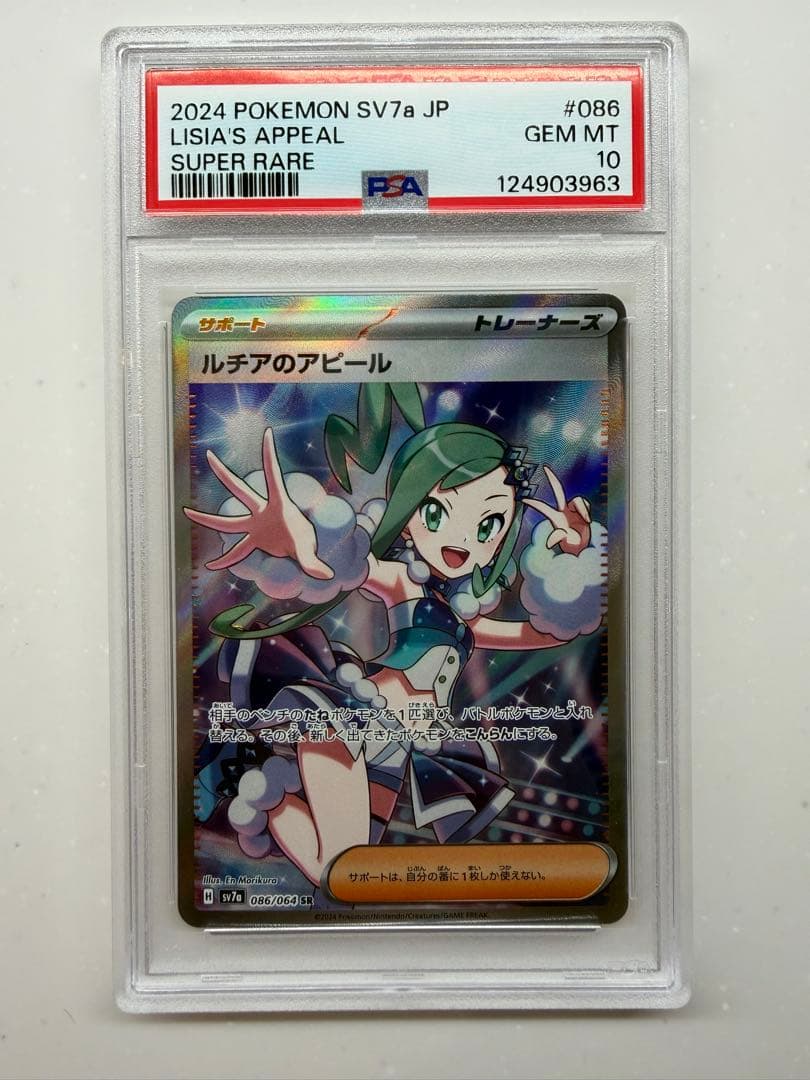 2024 POKEMON SV7a JP #086
LISIA'S APPEAL GEM MT
SUPER RARE 10
PSA 124903963
サポート トレーナーズ
ルチアのアピール
相手のベンチのたねポケモンを1匹選び、バトルポケモンと入れ
替える。その後、新しく出てきたポケモンをこんらんにする。
サポートは、自分の番に1枚しか使えない。
Illus. En Morikura
H SV7a 086/064 SR
©2024 Pokémon/Nintendo/Creatures/GAME FREAK.